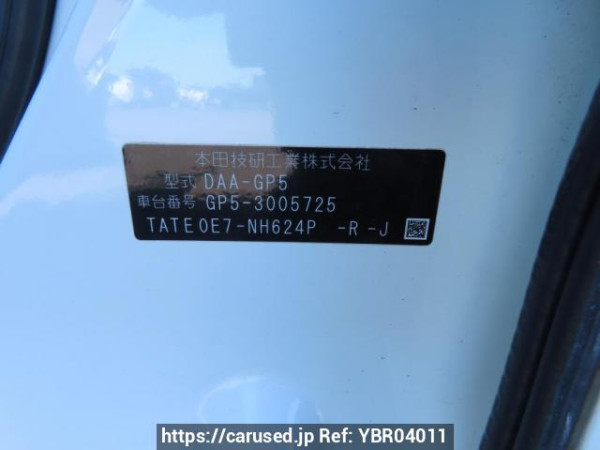 本田技研工業株式会社
型式 DAA-GP5
車台番号 GP5-3005725
TATE0E7-NH624P -R -J
https://carused.jp Ref: YBR04011